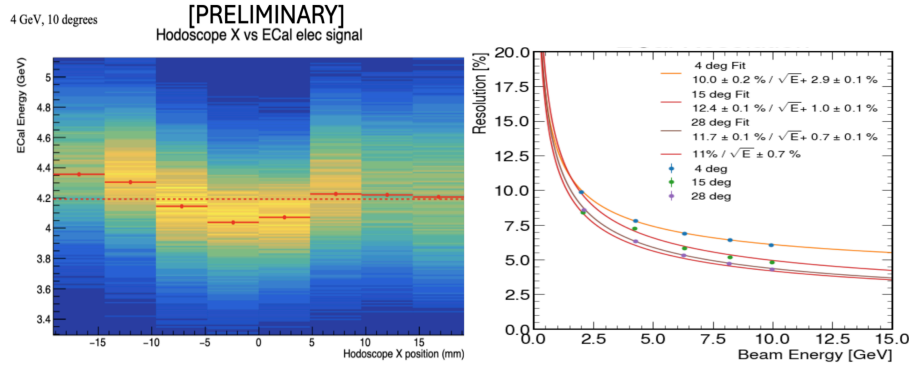 4 GeV, 10 degrees
[PRELIMINARY]
Hodoscope X vs ECal elec signal
ECal Energy (GeV)
5
4.8
4.6
4.4
4.2
4
3.8
3.6
3.4
−15 −10 −5 0 5 10 15
Hodoscope X position (mm)
Resolution [%]
20.0
17.5
15.0
12.5
10.0
7.5
5.0
2.5
0.0
4 deg Fit
10.0 ± 0.2 % / √E+ 2.9 ± 0.1 %
15 deg Fit
12.4 ± 0.1 % / √E+ 1.0 ± 0.1 %
28 deg Fit
11.7 ± 0.1 % / √E+ 0.7 ± 0.1 %
11% / √E ± 0.7 %
4 deg
15 deg
28 deg
0.0 2.5 5.0 7.5 10.0 12.5 15.0
Beam Energy [GeV]